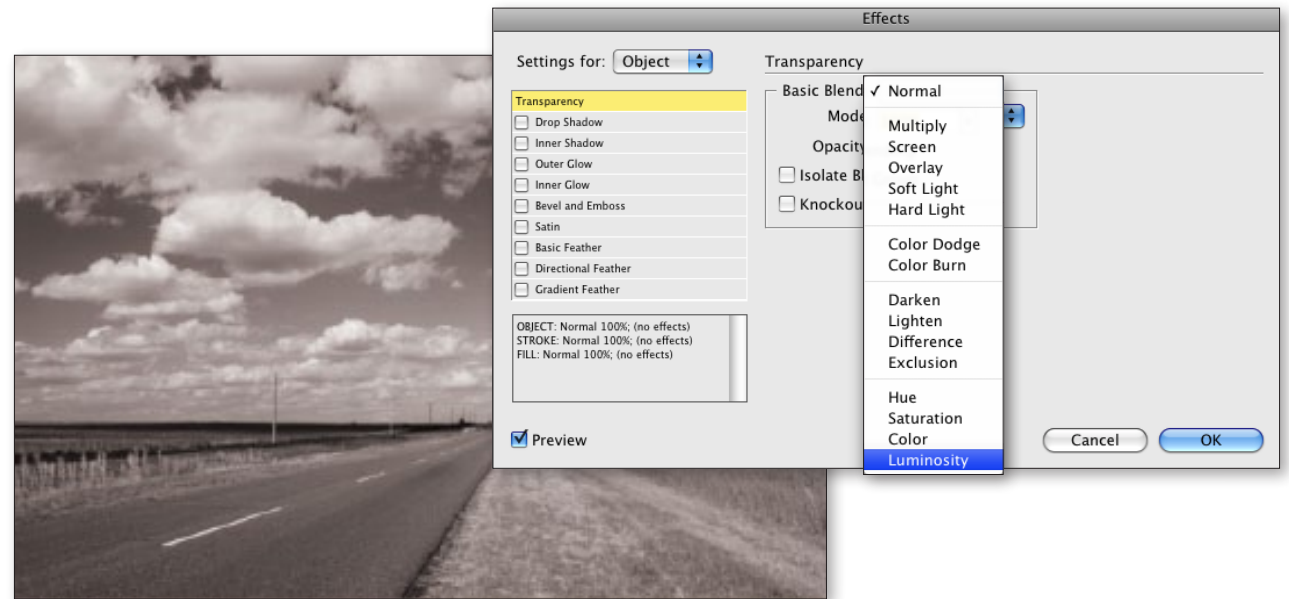 Effects
Settings for: Object
Transparency
Drop Shadow
Inner Shadow
Outer Glow
Inner Glow
Bevel and Emboss
Satin
Basic Feather
Directional Feather
Gradient Feather
OBJECT: Normal 100%; (no effects)
STROKE: Normal 100%; (no effects)
FILL: Normal 100%; (no effects)
Preview
Transparency
Basic Blend
Mode
Opacity
Isolate Bl
Knockou
✓ Normal
Multiply
Screen
Overlay
Soft Light
Hard Light
Color Dodge
Color Burn
Darken
Lighten
Difference
Exclusion
Hue
Saturation
Color
Luminosity
Cancel
OK